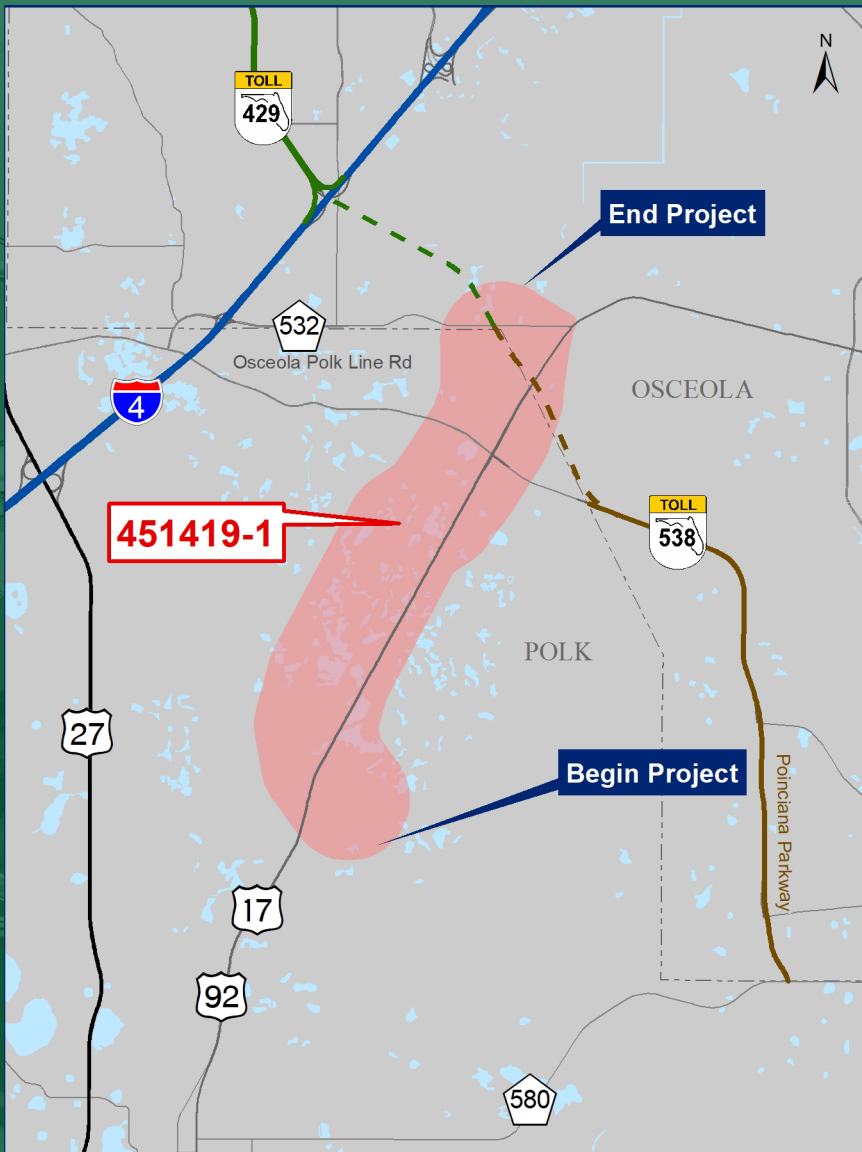 N
TOLL
429
End Project
532
Osceola Polk Line Rd
4
OSCEOLA
TOLL
538
451419-1
POLK
27
Begin Project
Poinciana Parkway
17
92
580